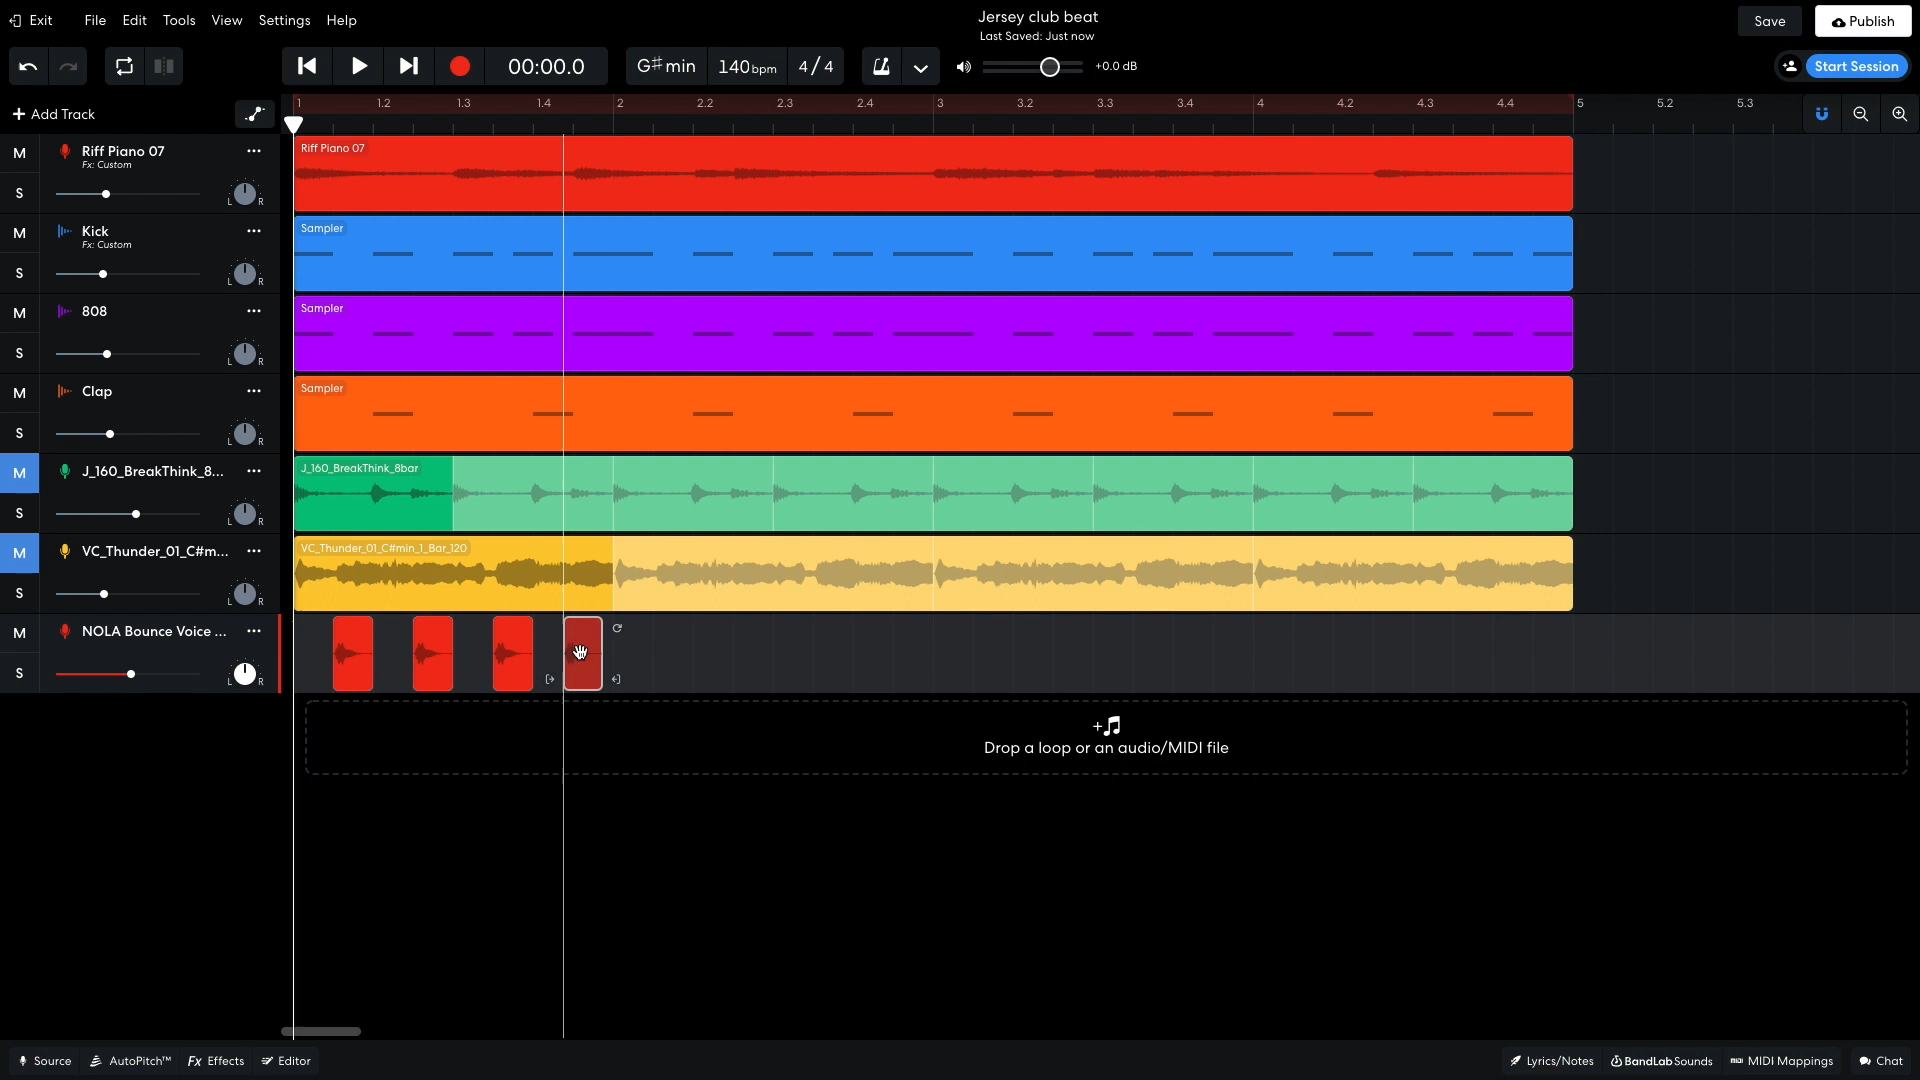 Exit File Edit Tools View Settings Help
Jersey club beat
Last Saved: Just now
Save Publish
00:00.0 G♯min 140bpm 4/4 +0.0 dB Start Session
+ Add Track
1 1.2 1.3 1.4 2 2.2 2.3 2.4 3 3.2 3.3 3.4 4 4.2 4.3 4.4 5 5.2 5.3
M Riff Piano 07 ...
Fx: Custom
S L R
Riff Piano 07
M Kick ...
Fx: Custom
S L R
Sampler
M 808 ...
S L R
Sampler
M Clap ...
S L R
Sampler
M J_160_BreakThink_8... ...
S L R
J_160_BreakThink_8bar
M VC_Thunder_01_C#m... ...
S L R
VC_Thunder_01_C#min_1_Bar_120
M NOLA Bounce Voice ... ...
S L R
Drop a loop or an audio/MIDI file
Source AutoPitch™ Fx Effects Editor Lyrics/Notes BandLab Sounds MIDI Mappings Chat